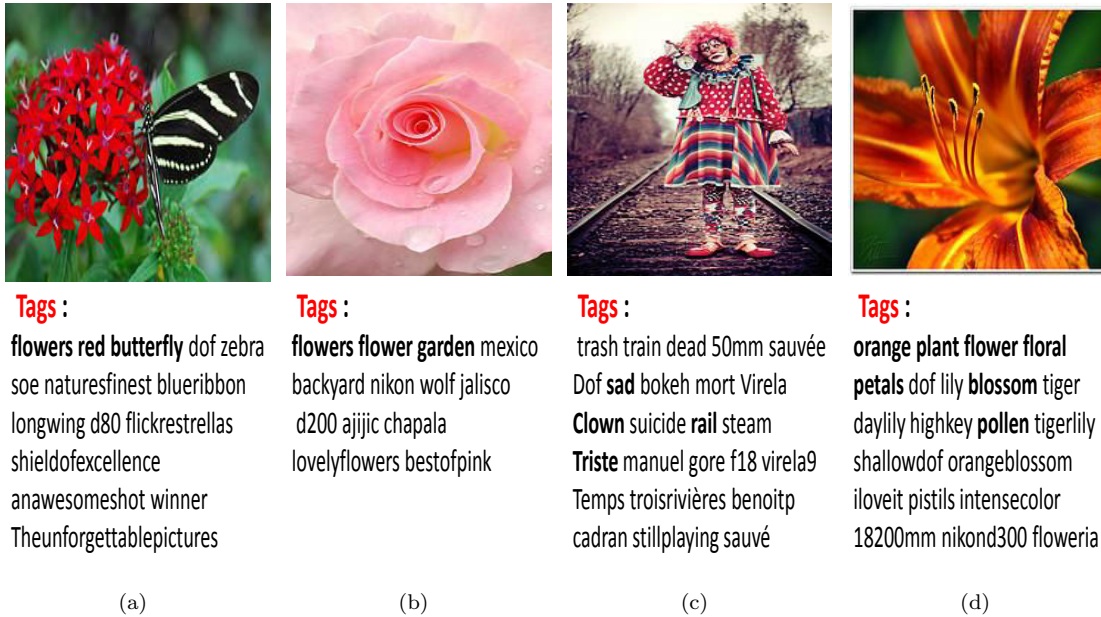 Tags :
flowers red butterfly dof zebra
soe naturesfinest blueribbon
longwing d80 flickrestrellas
shieldofexcellence
anawesomeshot winner
Theunforgettablepictures
(a)
Tags :
flowers flower garden mexico
backyard nikon wolf jalisco
d200 ajijic chapala
lovelyflowers bestofpink
(b)
Tags :
trash train dead 50mm sauvée
Dof sad bokeh mort Virela
Clown suicide rail steam
Triste manuel gore f18 virela9
Temps troisrivières benoitp
cadran stillplaying sauvé
(c)
Tags :
orange plant flower floral
petals dof lily blossom tiger
daylily highkey pollen tigerlily
shallowdof orangeblossom
iloveit pistils intensecolor
18200mm nikond300 floweria
(d)